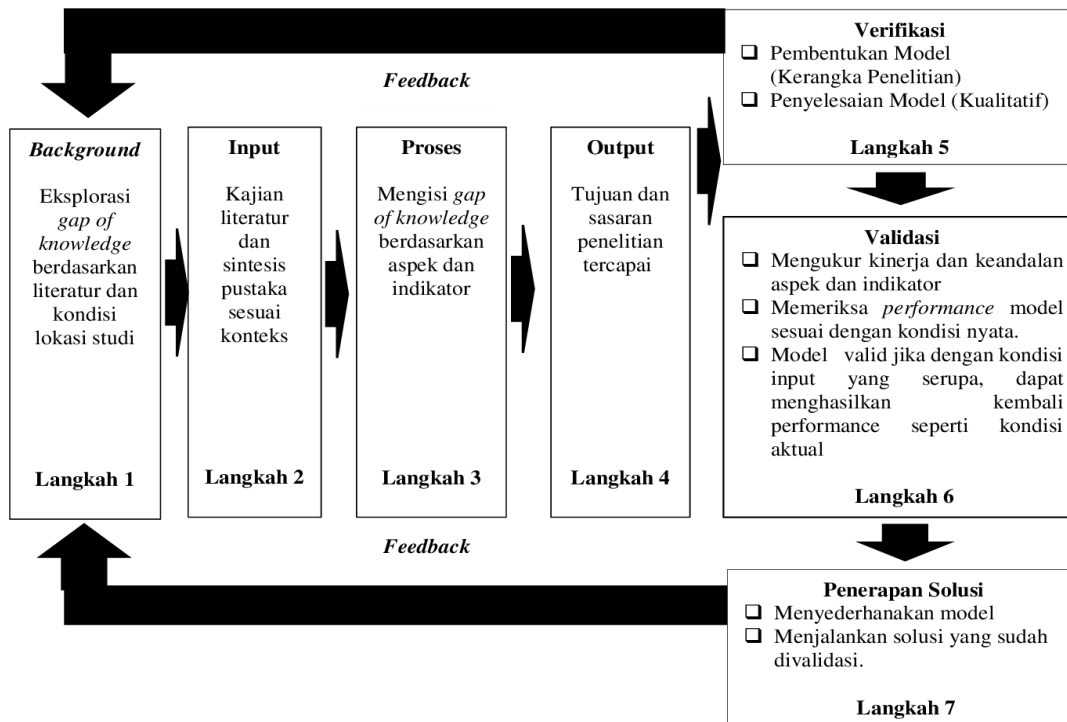 Feedback
Background
Eksplorasi
gap of
knowledge
berdasarkan
literatur dan
kondisi
lokasi studi
Langkah 1
Input
Kajian
literatur
dan
sintesis
pustaka
sesuai
konteks
Langkah 2
Proses
Mengisi gap
of knowledge
berdasarkan
aspek dan
indikator
Langkah 3
Output
Tujuan dan
sasaran
penelitian
tercapai
Langkah 4
Verifikasi
❑ Pembentukan Model
(Kerangka Penelitian)
❑ Penyelesaian Model (Kualitatif)
Langkah 5
Validasi
❑ Mengukur kinerja dan keandalan
aspek dan indikator
❑ Memeriksa performance model
sesuai dengan kondisi nyata.
❑ Model valid jika dengan kondisi
input yang serupa, dapat
menghasilkan kembali
performance seperti kondisi
aktual
Langkah 6
Feedback
Penerapan Solusi
❑ Menyederhanakan model
❑ Menjalankan solusi yang sudah
divalidasi.
Langkah 7